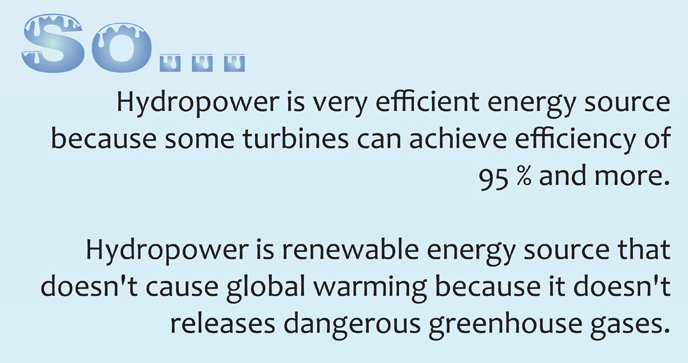 So...
Hydropower is very efficient energy source
because some turbines can achieve efficiency of
95 % and more.
Hydropower is renewable energy source that
doesn't cause global warming because it doesn't
releases dangerous greenhouse gases.